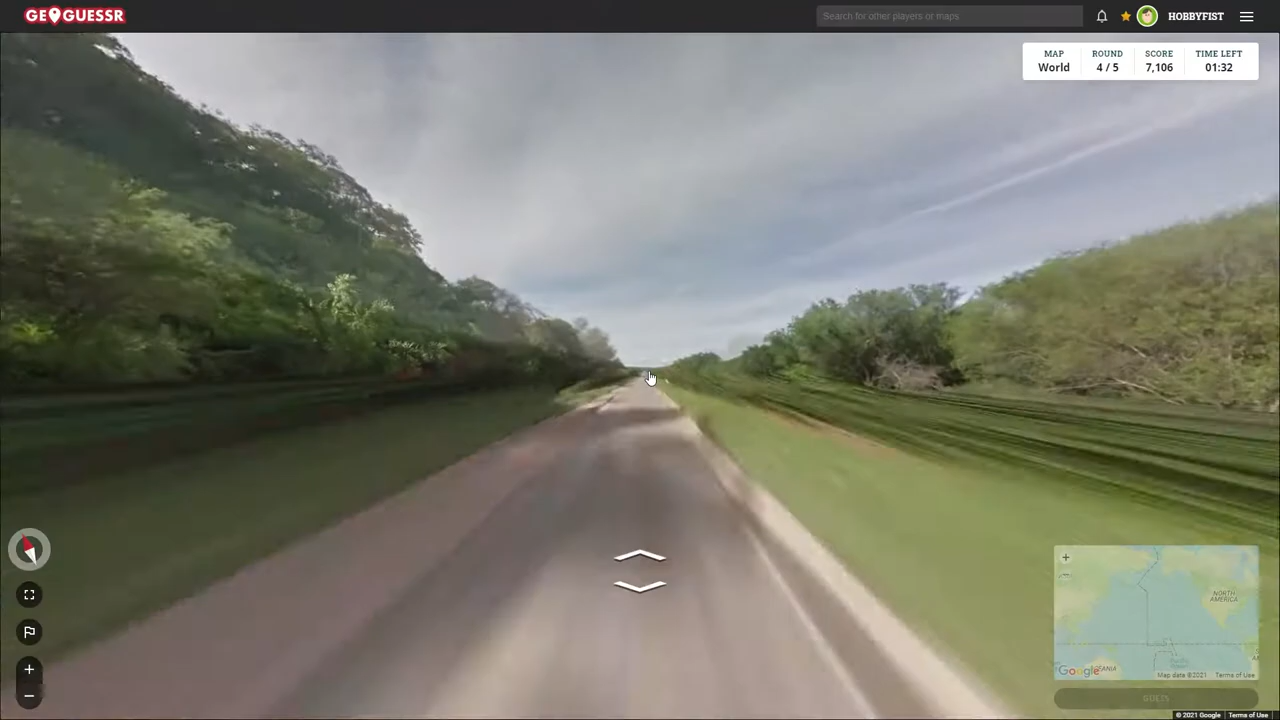 GEOGUESSR
Search for other players or maps
HOBBYFIST
MAP
World
ROUND
4 / 5
SCORE
7,106
TIME LEFT
01:32
NORTH
AMERICA
Google
Map data ©2021
Terms of Use
GUESS
© 2021 Google
Terms of Use